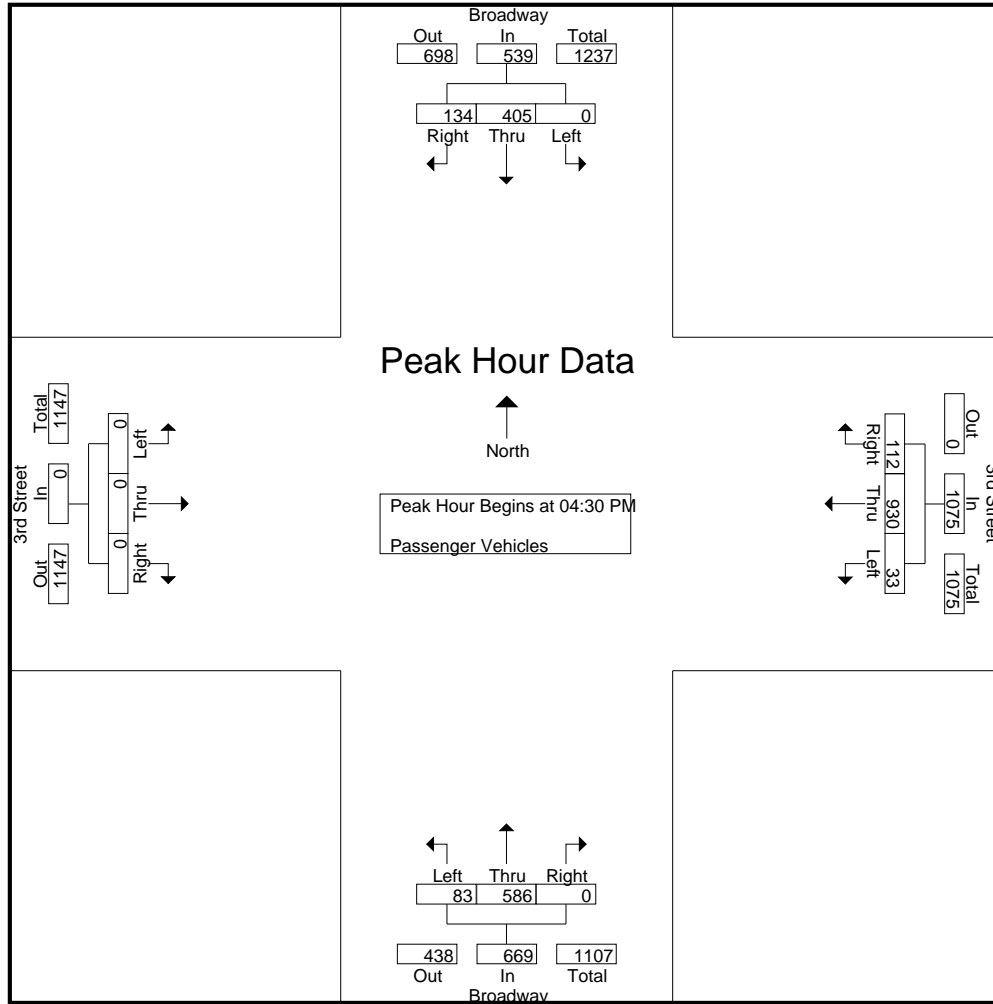 Broadway
Out In Total
698 539 1237
134 405 0
Right Thru Left
Peak Hour Data
North
Peak Hour Begins at 04:30 PM
Passenger Vehicles
3rd Street
Total In Out
1147 0 1147
0 0 0
Left Thru Right
Right Thru Left
112 930 33
Out In Total
0 1075 1075
3rd Street
Left Thru Right
83 586 0
438 669 1107
Out In Total
Broadway